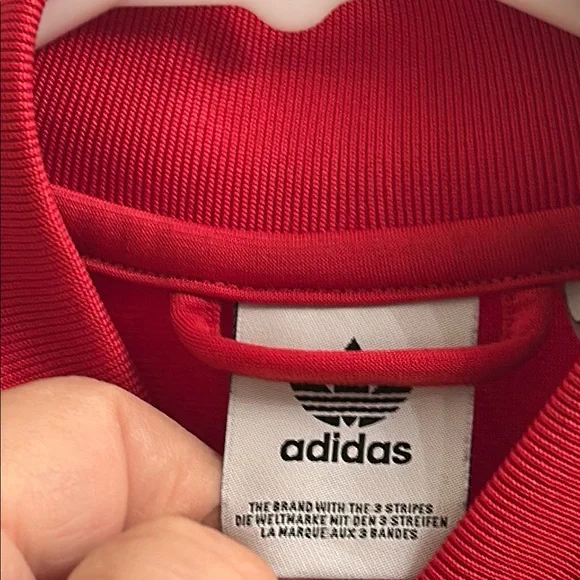 adidas
THE BRAND WITH THE 3 STRIPES
DIE WELTMARKE MIT DEN 3 STREIFEN
LA MARQUE AUX 3 BANDES